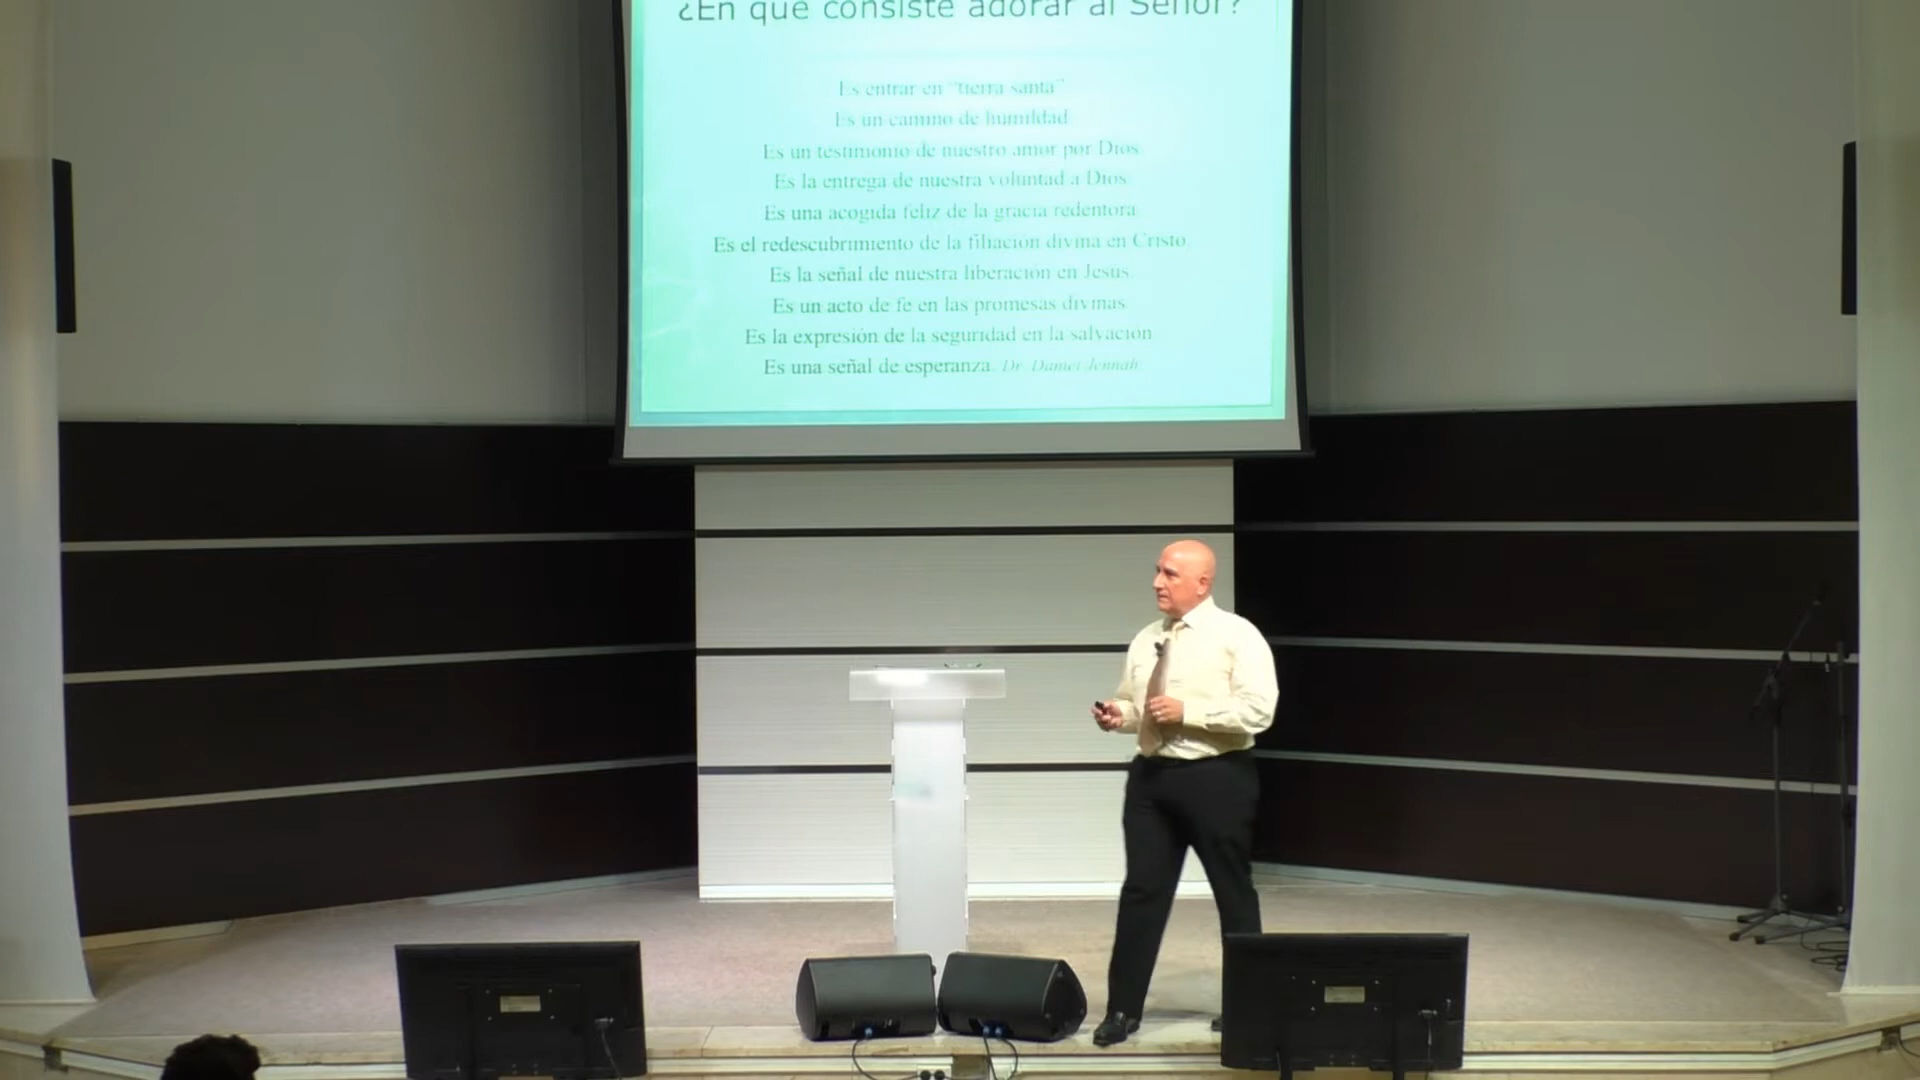 ¿En qué consiste adorar al Señor?
Es entrar en “tierra santa”
Es un camino de humildad
Es un testimonio de nuestro amor por Dios
Es la entrega de nuestra voluntad a Dios
Es una acogida feliz de la gracia redentora
Es el redescubrimiento de la filiación divina en Cristo.
Es la señal de nuestra liberación en Jesús.
Es un acto de fe en las promesas divinas
Es la expresión de la seguridad en la salvación
Es una señal de esperanza. Dr. Daniel